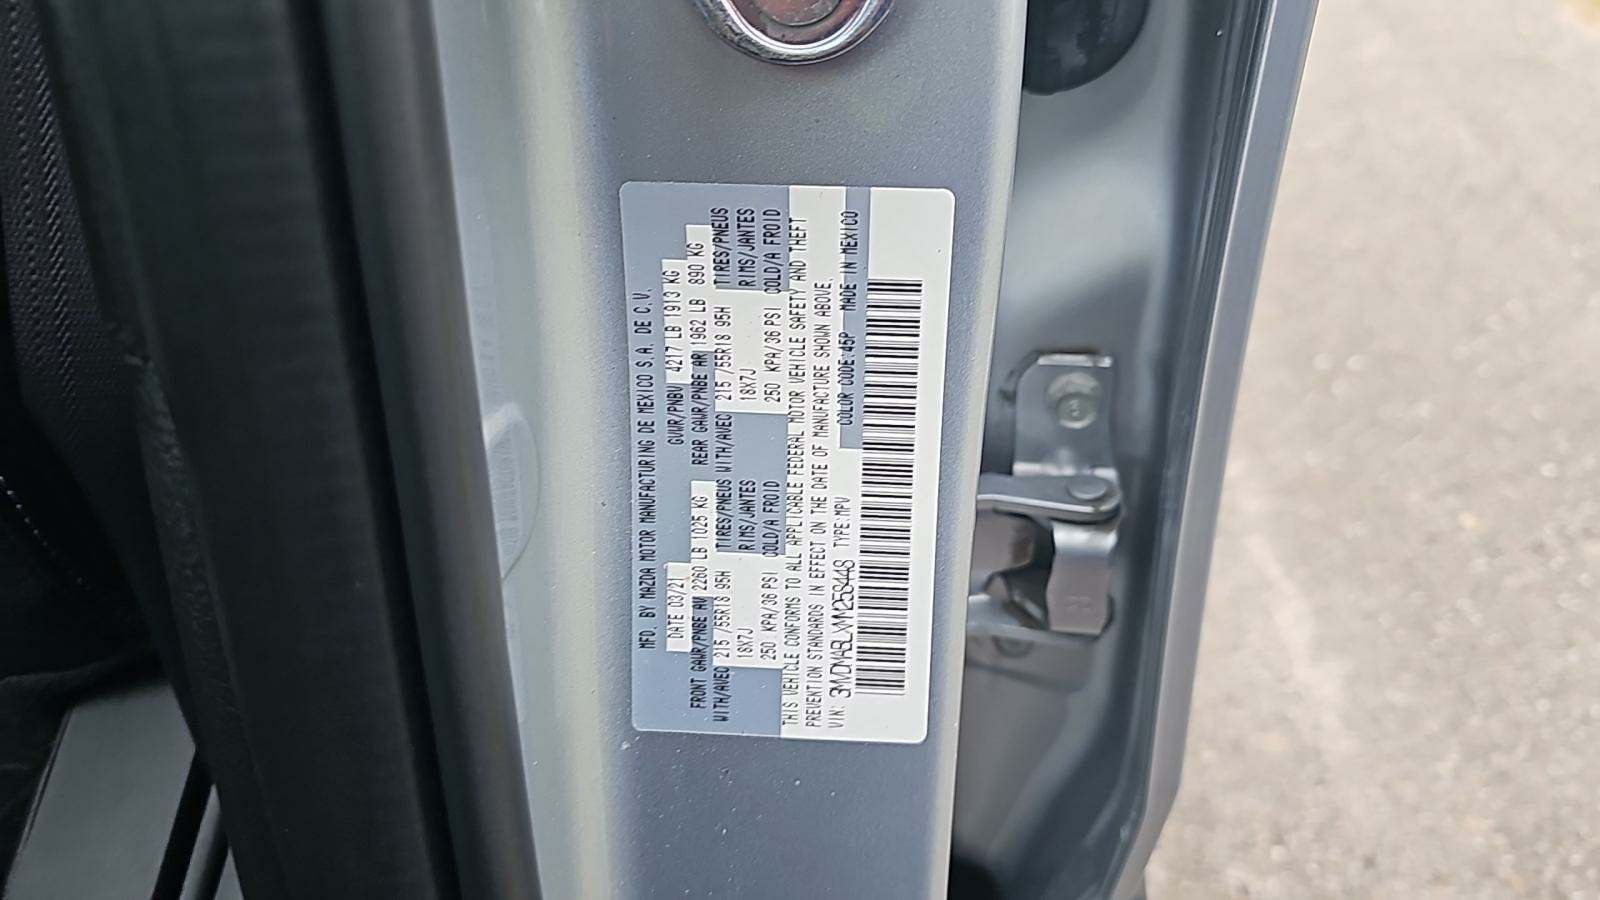 MFD. BY MAZDA MOTOR MANUFACTURING DE MEXICO S.A. DE C.V.
DATE 03/21 GVWR/PNBV 4217 LB 1913 KG
FRONT GAWR/PNBE AV 2260 LB 1025 KG REAR GAWR/PNBE AR 1962 LB 890 KG
WITH/AVEC 215 /55R18 95H TIRES/PNEUS WITH/AVEC 215 /55R18 95H TIRES/PNEUS
18X7J RIMS/JANTES 18X7J RIMS/JANTES
250 KPA/36 PSI COLD/A FROID 250 KPA/36 PSI COLD/A FROID
THIS VEHICLE CONFORMS TO ALL APPLICABLE FEDERAL MOTOR VEHICLE SAFETY AND THEFT
PREVENTION STANDARDS IN EFFECT ON THE DATE OF MANUFACTURE SHOWN ABOVE.
VIN: 3MVDMABLXMM258448 TYPE:MPV COLOR CODE:45P MADE IN MEXICO